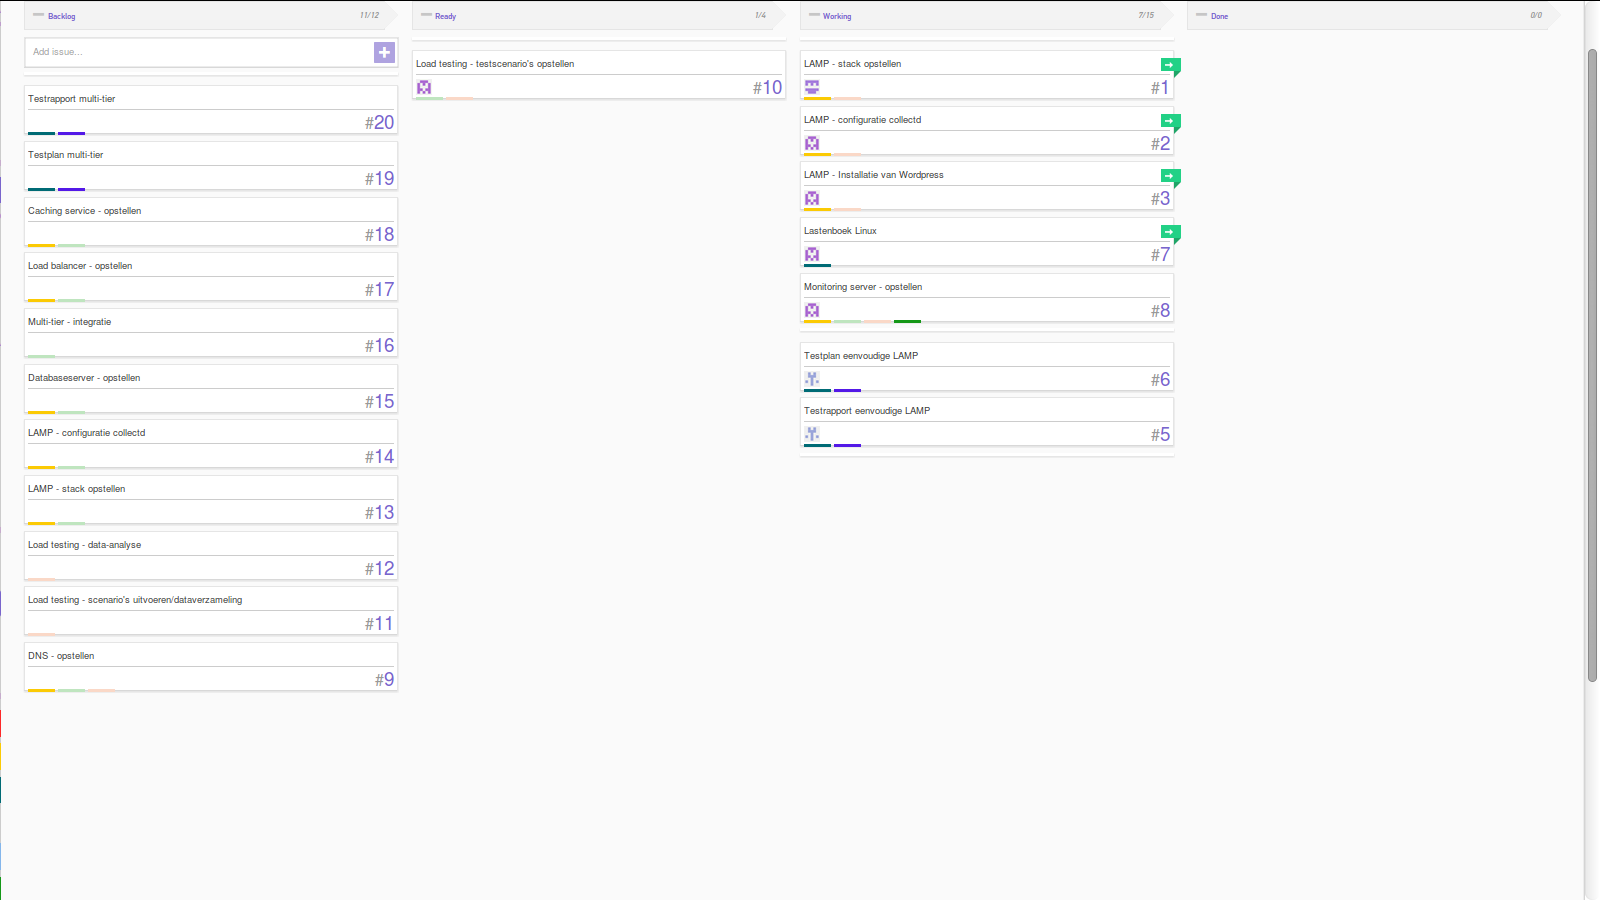 Backlog 11/12
Add issue...
Testrapport multi-tier
#20
Testplan multi-tier
#19
Caching service - opstellen
#18
Load balancer - opstellen
#17
Multi-tier - integratie
#16
Databaseserver - opstellen
#15
LAMP - configuratie collectd
#14
LAMP - stack opstellen
#13
Load testing - data-analyse
#12
Load testing - scenario's uitvoeren/dataverzameling
#11
DNS - opstellen
#9
Ready 1/4
Load testing - testscenario's opstellen
#10
Working 7/15
LAMP - stack opstellen
#1
LAMP - configuratie collectd
#2
LAMP - Installatie van Wordpress
#3
Lastenboek Linux
#7
Monitoring server - opstellen
#8
Testplan eenvoudige LAMP
#6
Testrapport eenvoudige LAMP
#5
Done 0/0